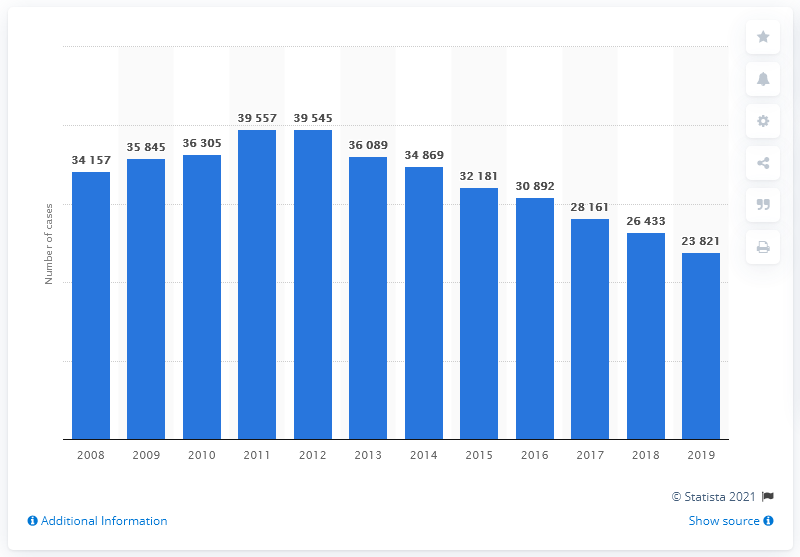 39 557 39 545
35 845 36 305 36 089
34 157 34 869
32 181
30 892
28 161
26 433
23 821
Number of cases
2008 2009 2010 2011 2012 2013 2014 2015 2016 2017 2018 2019
© Statista 2021
Additional Information Show source